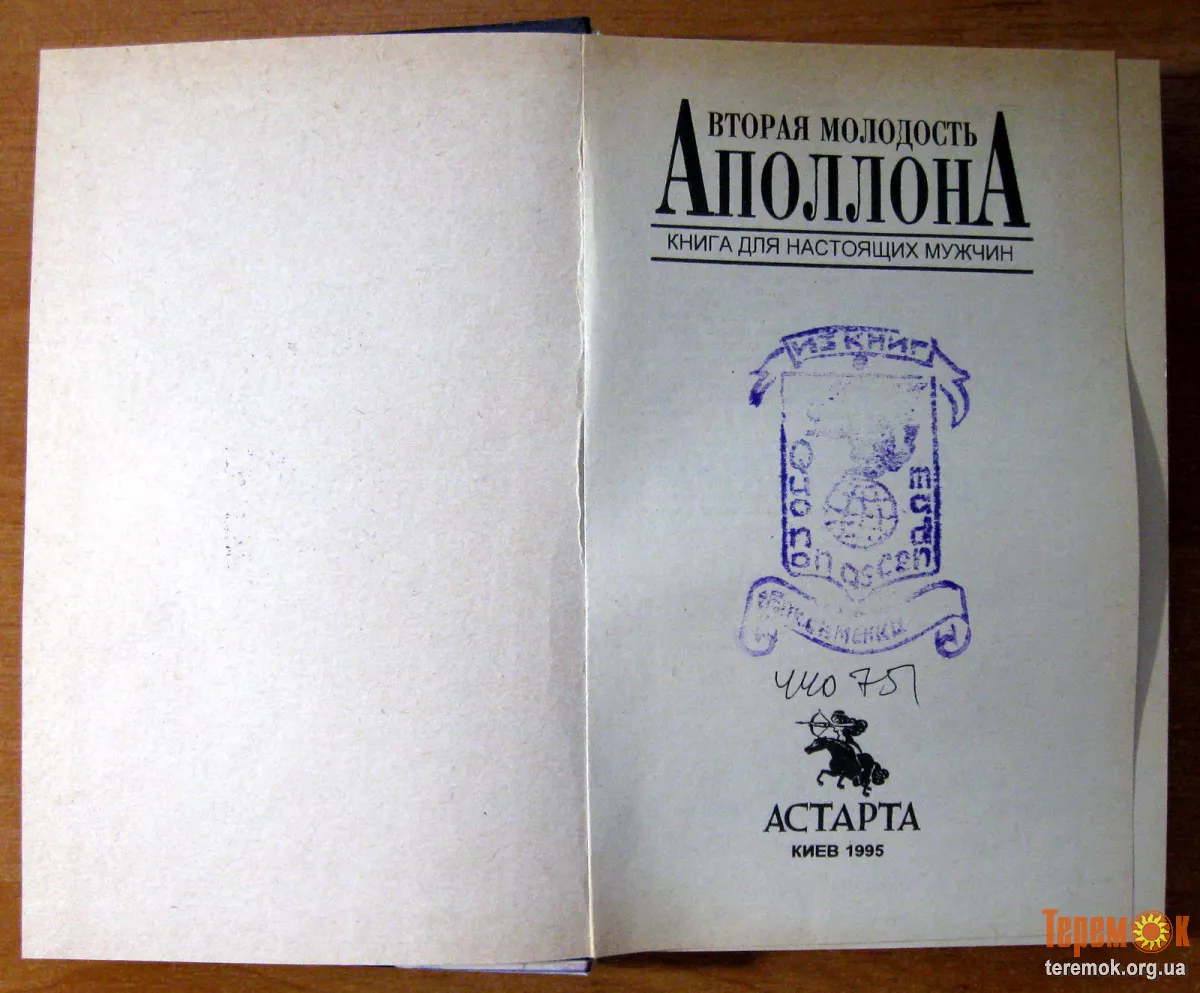 ВТОРАЯ МОЛОДОСТЬ
АПОЛЛОНА
КНИГА ДЛЯ НАСТОЯЩИХ МУЖЧИН
ИЗ КНИГ
440 751
АСТАРТА
КИЕВ 1995
Теремок
teremok.org.ua